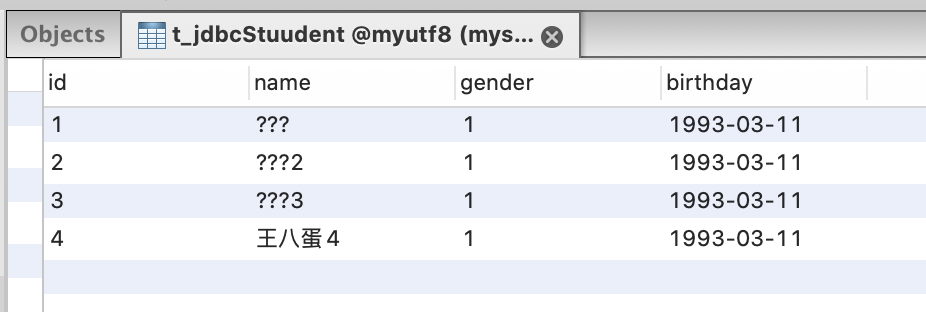 Objects t_jdbcStuudent @myutf8 (mys...
id name gender birthday
1 ??? 1 1993-03-11
2 ???2 1 1993-03-11
3 ???3 1 1993-03-11
4 王八蛋4 1 1993-03-11